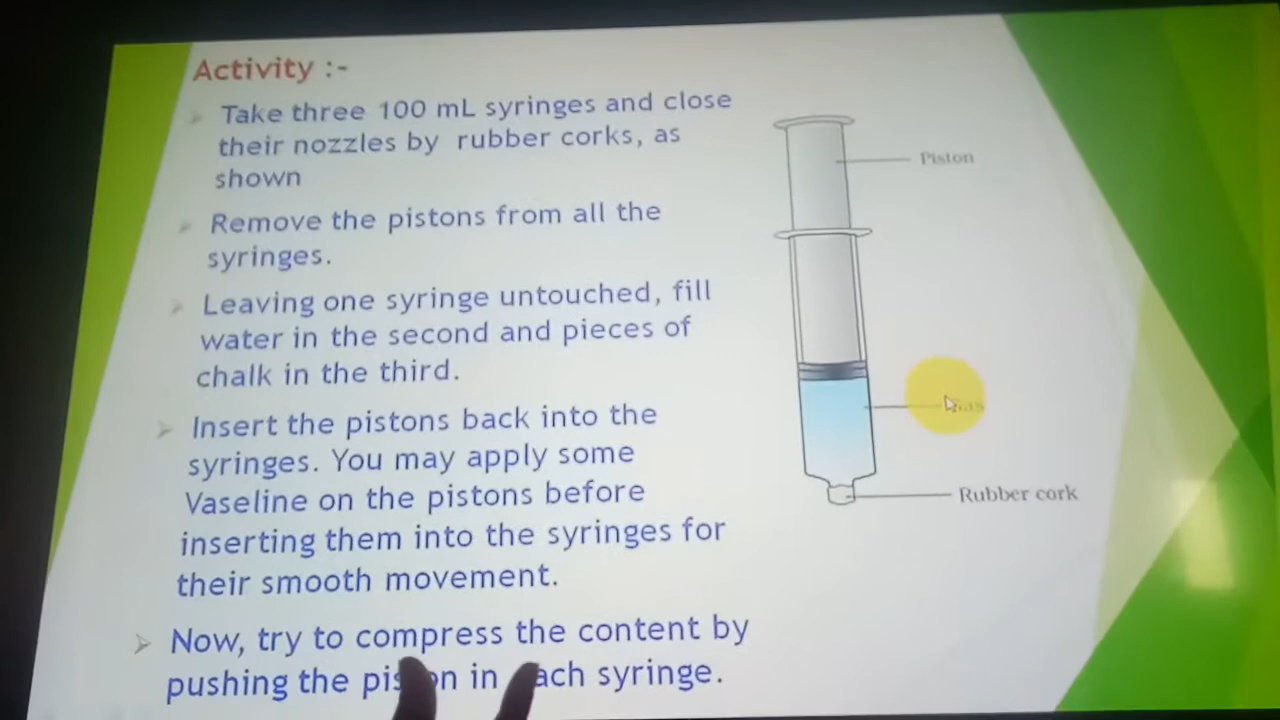 Activity :-
Take three 100 mL syringes and close
their nozzles by rubber corks, as
shown
Remove the pistons from all the
syringes.
Leaving one syringe untouched, fill
water in the second and pieces of
chalk in the third.
Insert the pistons back into the
syringes. You may apply some
Vaseline on the pistons before
inserting them into the syringes for
their smooth movement.
Now, try to compress the content by
pushing the in syringe.
Piston
Rubber cork